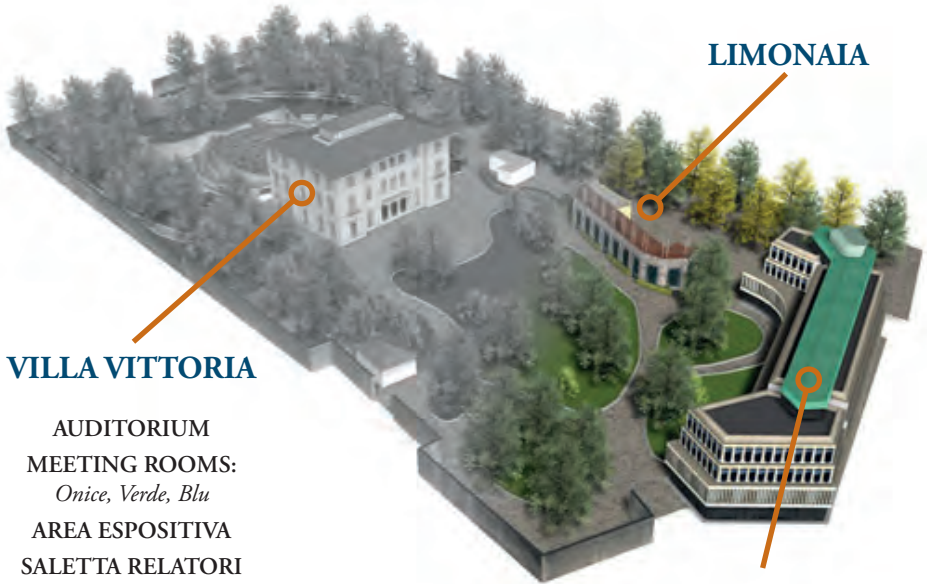 LIMONAIA
VILLA VITTORIA
AUDITORIUM
MEETING ROOMS:
Onice, Verde, Blu
AREA ESPOSITIVA
SALETTA RELATORI